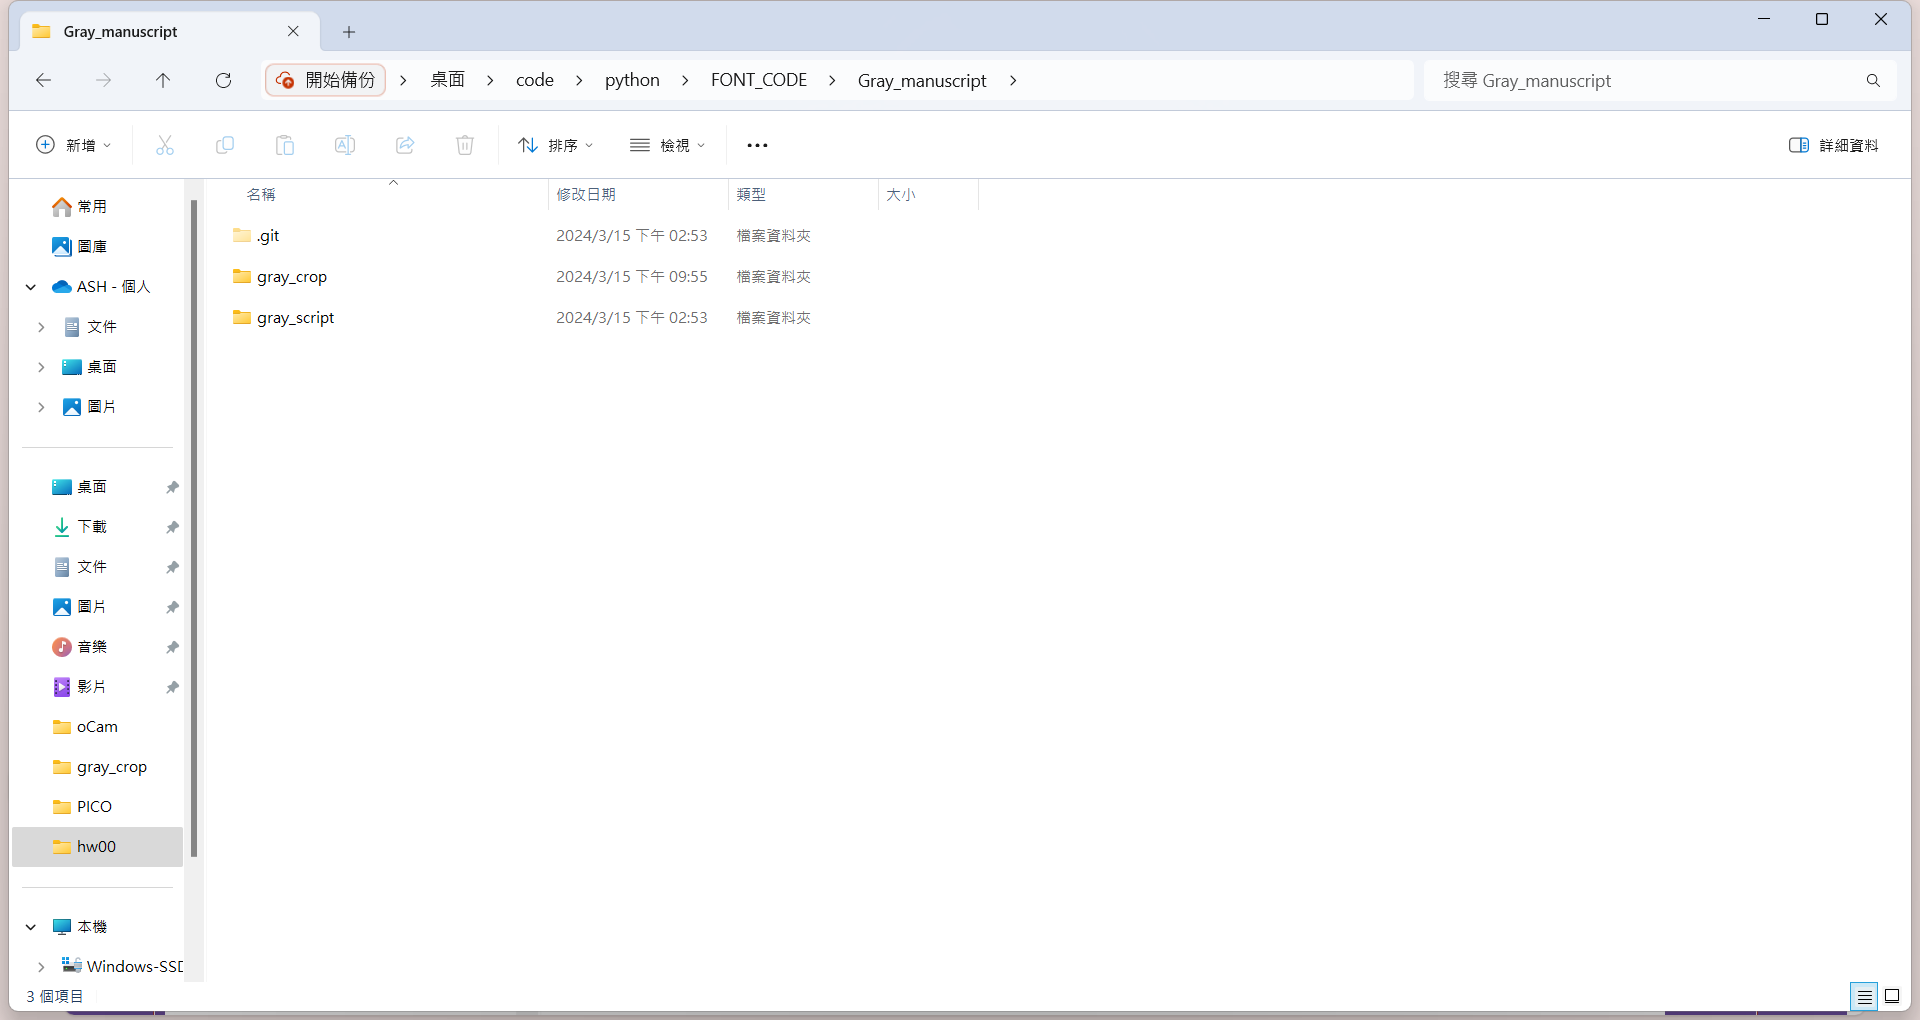 Gray_manuscript
開始備份 桌面 code python FONT_CODE Gray_manuscript
搜尋 Gray_manuscript
新增 排序 檢視 詳細資料
名稱 修改日期 類型 大小
.git 2024/3/15 下午 02:53 檔案資料夾
gray_crop 2024/3/15 下午 09:55 檔案資料夾
gray_script 2024/3/15 下午 02:53 檔案資料夾
常用
圖庫
ASH - 個人
文件
桌面
圖片
桌面
下載
文件
圖片
音樂
影片
oCam
gray_crop
PICO
hw00
本機
Windows-SSD
3 個項目